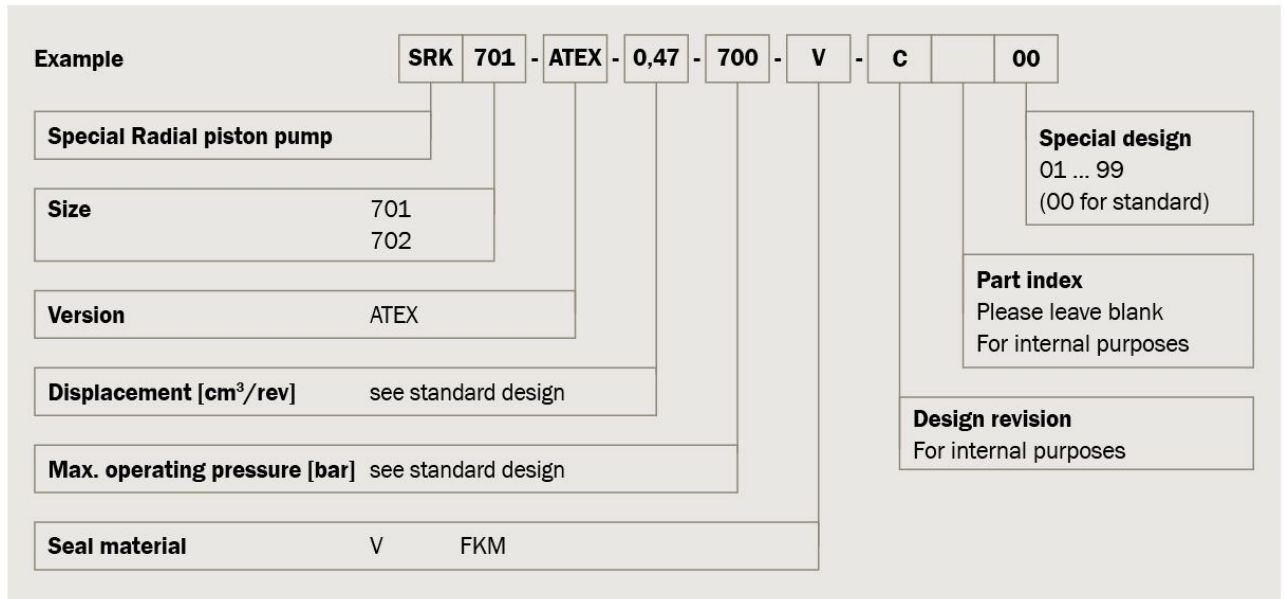 Example SRK 701 - ATEX - 0,47 - 700 - V - C 00
Special Radial piston pump
Size 701
702
Version ATEX
Displacement [cm³/rev] see standard design
Max. operating pressure [bar] see standard design
Seal material V FKM
Special design
01 ... 99
(00 for standard)
Part index
Please leave blank
For internal purposes
Design revision
For internal purposes